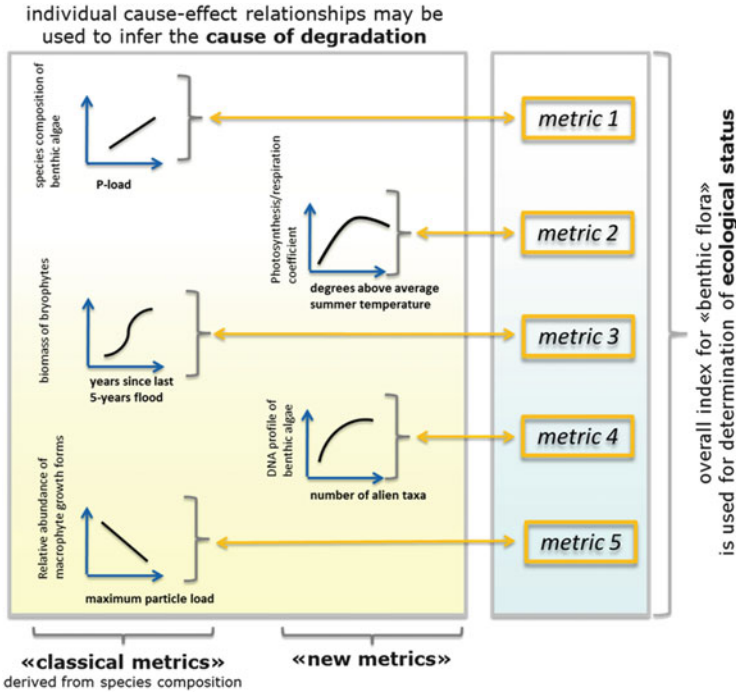 individual cause-effect relationships may be
used to infer the cause of degradation
species composition of
benthic algae
P-load
metric 1
Photosynthesis/respiration
coefficient
degrees above average
summer temperature
metric 2
biomass of bryophytes
years since last
5-years flood
metric 3
DNA profile of
benthic algae
number of alien taxa
metric 4
Relative abundance of
macrophyte growth forms
maximum particle load
metric 5
overall index for «benthic flora»
is used for determination of ecological status
«classical metrics»
derived from species composition
«new metrics»